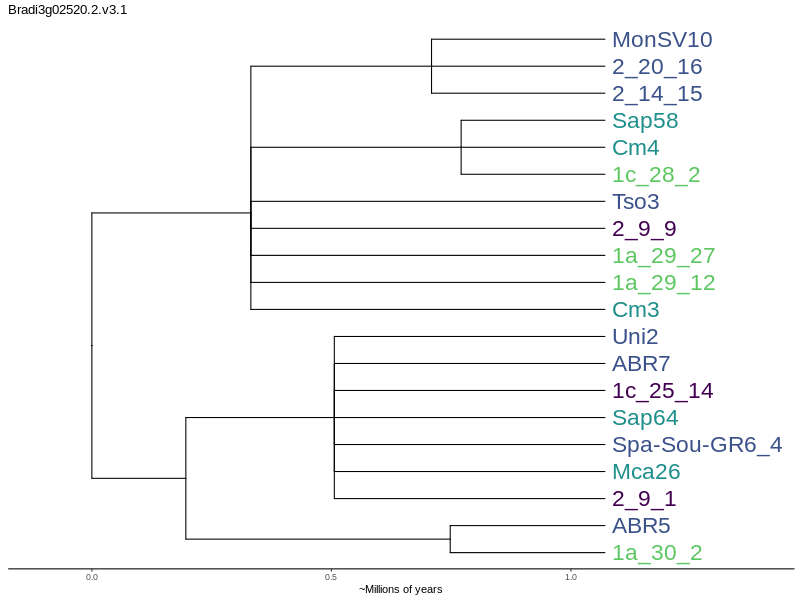 Bradi3g02520.2.v3.1
MonSV10
2_20_16
2_14_15
Sap58
Cm4
1c_28_2
Tso3
2_9_9
1a_29_27
1a_29_12
Cm3
Uni2
ABR7
1c_25_14
Sap64
Spa-Sou-GR6_4
Mca26
2_9_1
ABR5
1a_30_2
0.0 0.5 1.0
~Millions of years